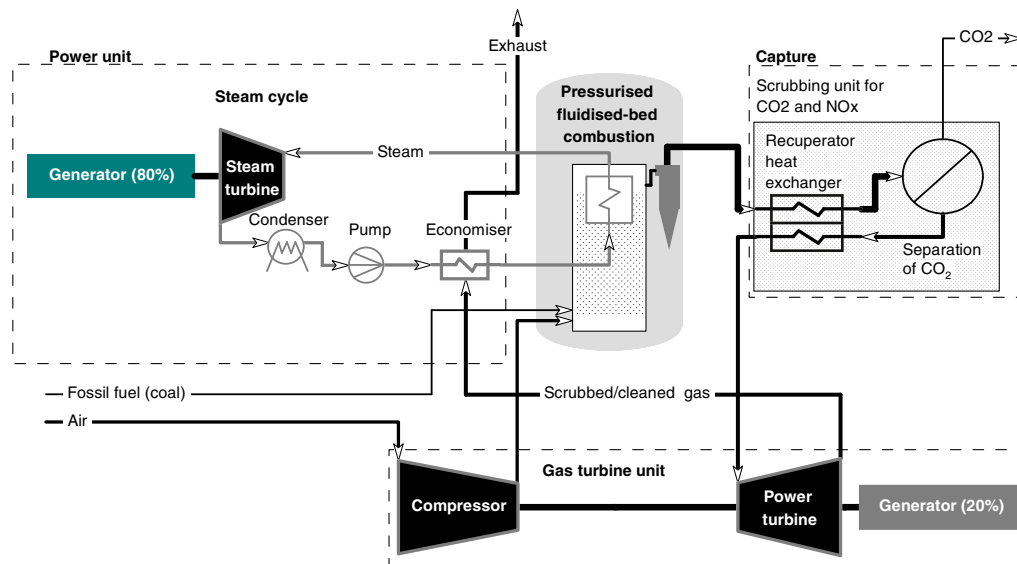 Exhaust
CO2
Power unit
Capture
Steam cycle
Pressurised
fluidised-bed
combustion
Scrubbing unit for
CO2 and NOx
Recuperator
heat
exchanger
Steam
Generator (80%)
Steam
turbine
Condenser
Pump
Economiser
Separation
of CO₂
Fossil fuel (coal)
Scrubbed/cleaned gas
Air
Gas turbine unit
Compressor
Power
turbine
Generator (20%)